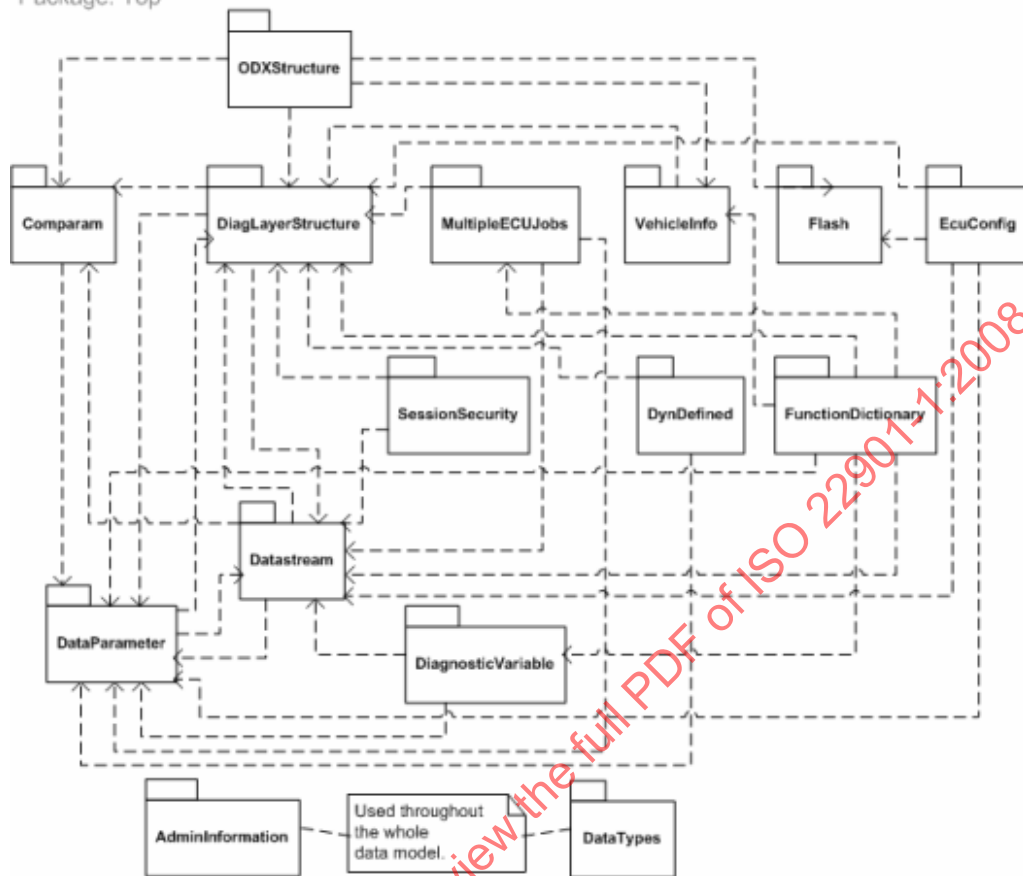 Package: Top
ODXStructure
Comparam
DiagLayerStructure
MultipleECUJobs
VehicleInfo
Flash
EcuConfig
SessionSecurity
DynDefined
FunctionDictionary
Datastream
DataParameter
DiagnosticVariable
AdminInformation
Used throughout
the whole
data model.
DataTypes
view the full PDF of ISO 22901-1:2008